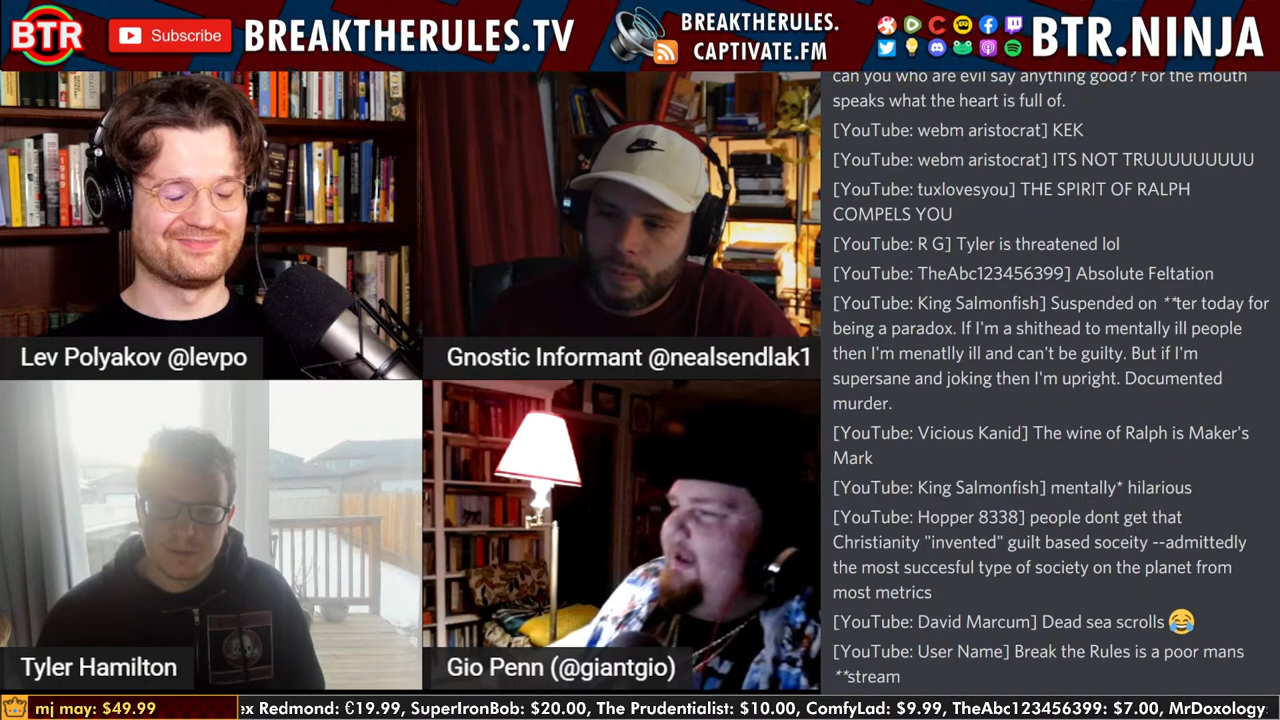 BTR
Subscribe
BREAKTHERULES.TV
BREAKTHERULES.
CAPTIVATE.FM
BTR.NINJA
can you who are evil say anything good? For the mouth
speaks what the heart is full of.
[YouTube: webm aristocrat] KEK
[YouTube: webm aristocrat] ITS NOT TRUUUUUUUUU
[YouTube: tuxlovesyou] THE SPIRIT OF RALPH
COMPELS YOU
[YouTube: R G] Tyler is threatened lol
[YouTube: TheAbc123456399] Absolute Feltation
[YouTube: King Salmonfish] Suspended on **ter today for
being a paradox. If I'm a shithead to mentally ill people
then I'm menatlly ill and can't be guilty. But if I'm
supersane and joking then I'm upright. Documented
murder.
[YouTube: Vicious Kanid] The wine of Ralph is Maker's
Mark
[YouTube: King Salmonfish] mentally* hilarious
[YouTube: Hopper 8338] people dont get that
Christianity "invented" guilt based soceity --admittedly
the most succesful type of society on the planet from
most metrics
[YouTube: David Marcum] Dead sea scrolls 😂
[YouTube: User Name] Break the Rules is a poor mans
**stream
1989
Lev Polyakov @levpo
Gnostic Informant @nealsendlak1
Tyler Hamilton
Gio Penn (@giantgio)
mj may: $49.99
ex Redmond: €19.99, SuperIronBob: $20.00, The Prudentialist: $10.00, ComfyLad: $9.99, TheAbc123456399: $7.00, MrDoxology